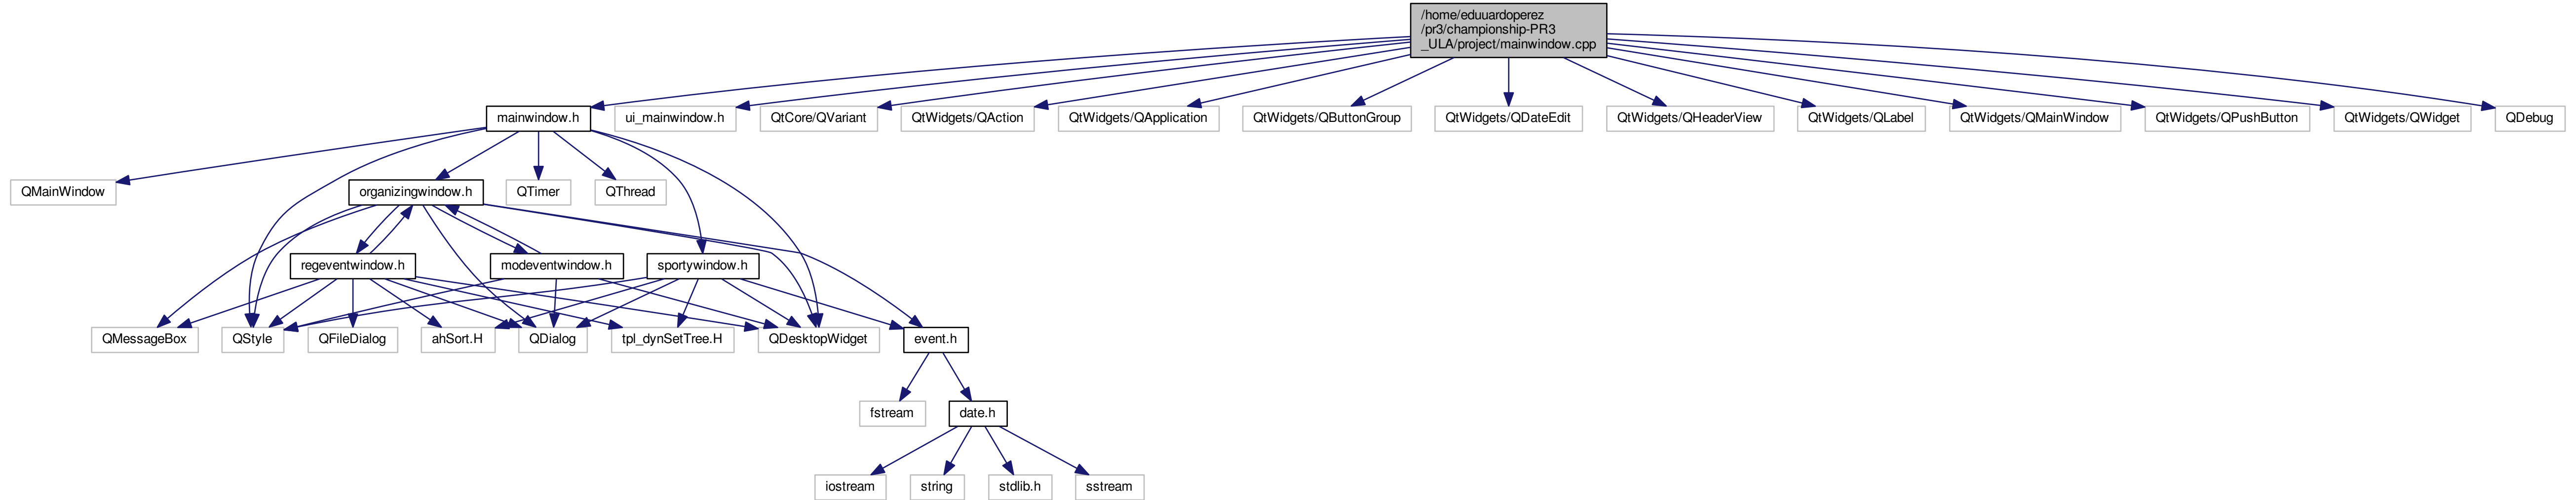 /home/eduuardoperez
/pr3/championship-PR3
_ULA/project/mainwindow.cpp
mainwindow.h
ui_mainwindow.h
QtCore/QVariant
QtWidgets/QAction
QtWidgets/QApplication
QtWidgets/QButtonGroup
QtWidgets/QDateEdit
QtWidgets/QHeaderView
QtWidgets/QLabel
QtWidgets/QMainWindow
QtWidgets/QPushButton
QtWidgets/QWidget
QDebug
QMainWindow
organizingwindow.h
QTimer
QThread
regeventwindow.h
modeventwindow.h
sportywindow.h
QMessageBox
QStyle
QFileDialog
ahSort.H
QDialog
tpl_dynSetTree.H
QDesktopWidget
event.h
fstream
date.h
iostream
string
stdlib.h
sstream